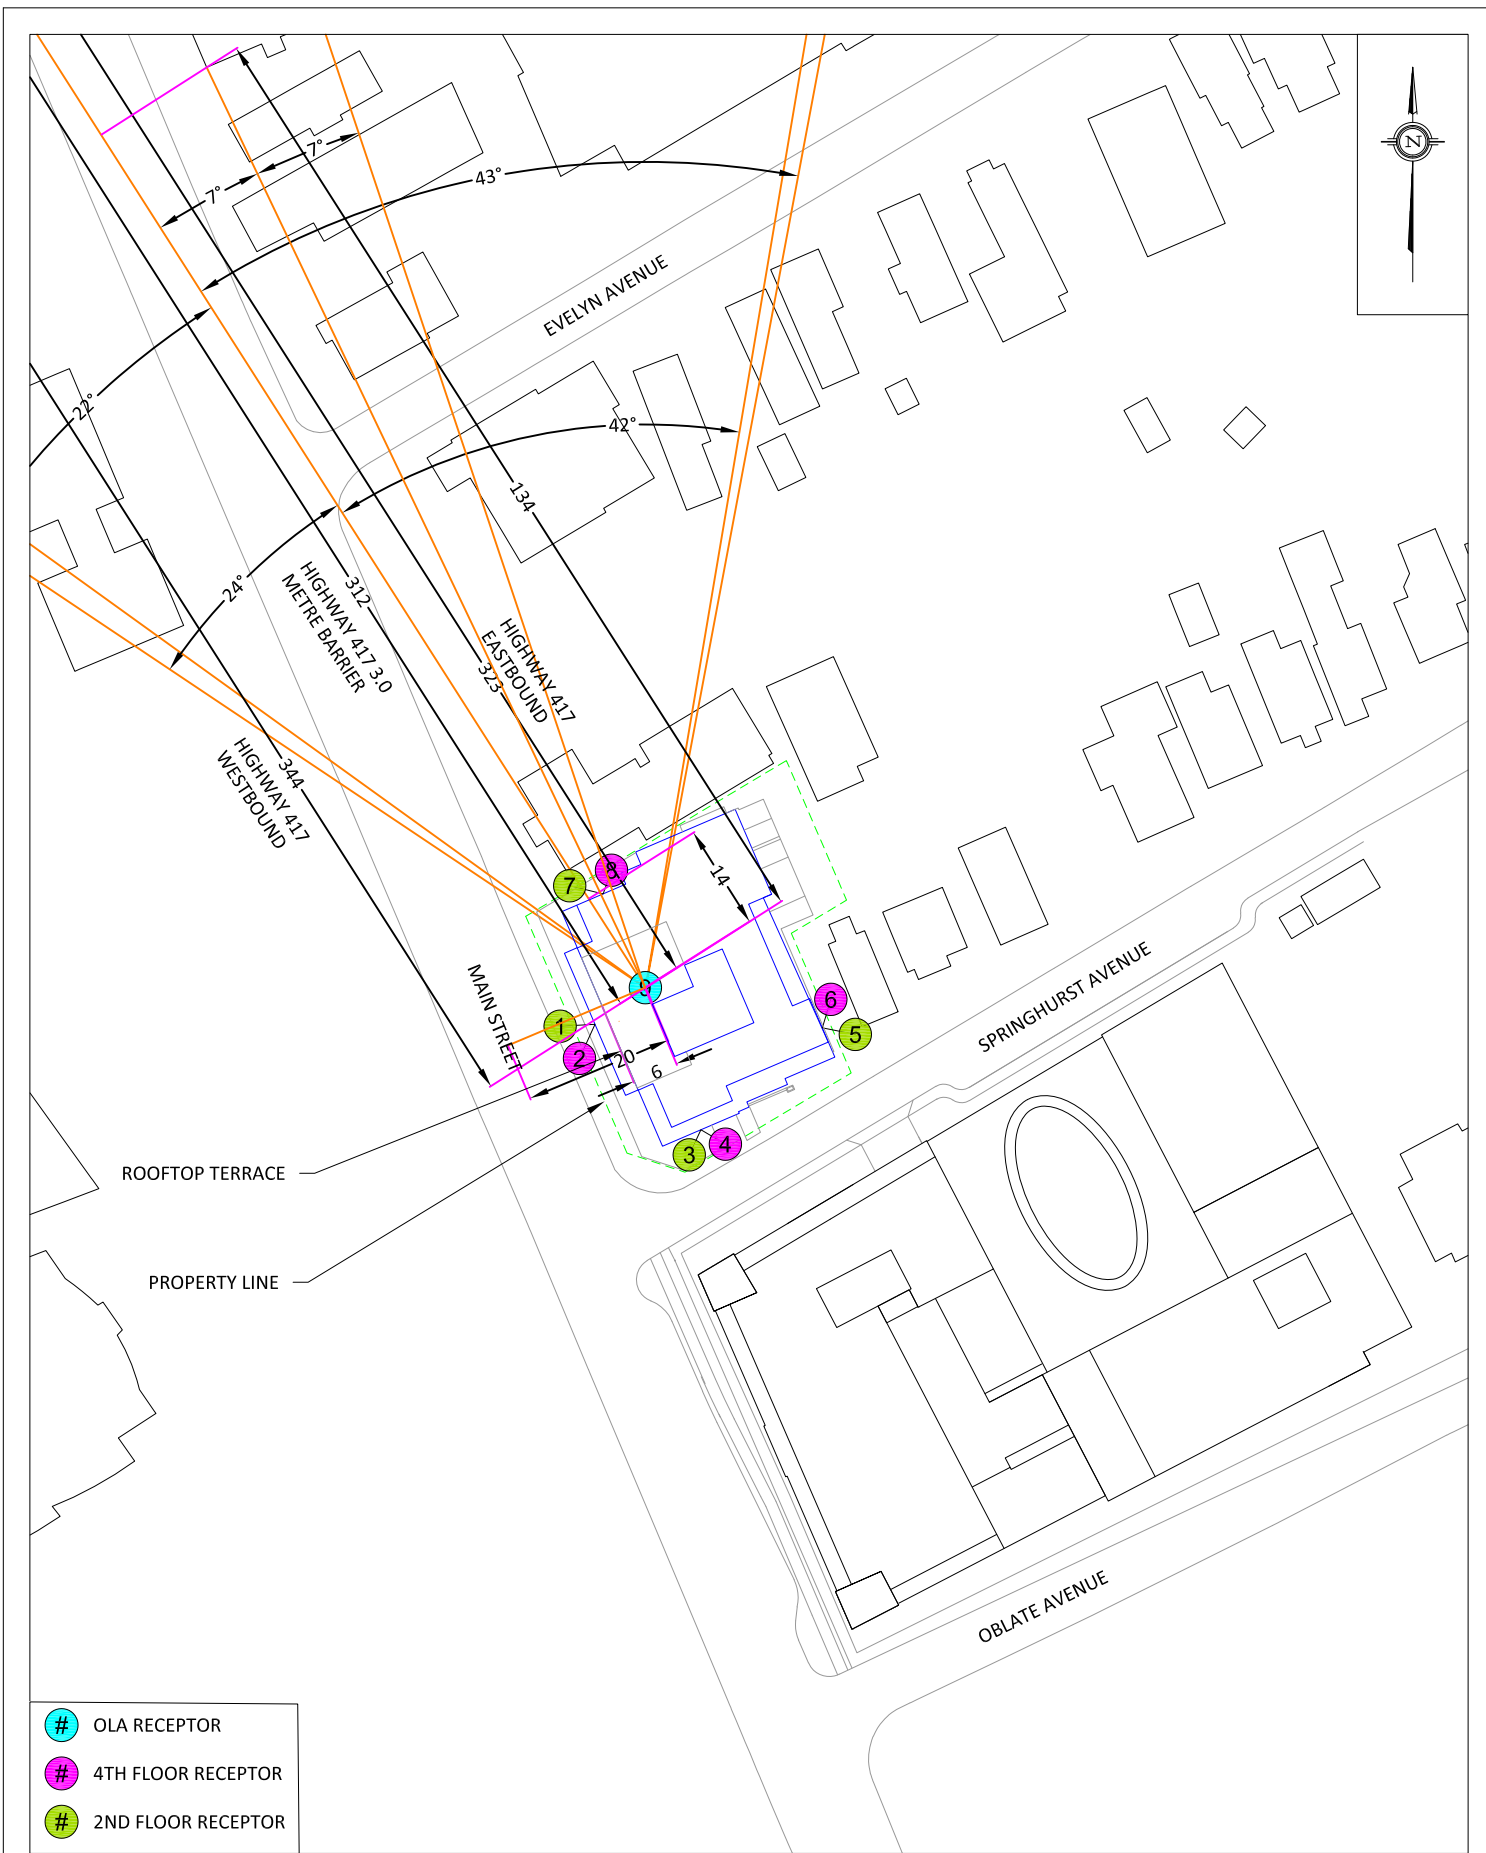 N
7°
7°
43°
EVELYN AVENUE
22°
42°
134
24°
312
HIGHWAY 417 3.0
METRE BARRIER
HIGHWAY 417
EASTBOUND
323
344
HIGHWAY 417
WESTBOUND
8
7
14
9
MAIN STREET
1
2
20
6
6
5
SPRINGHURST AVENUE
3
4
ROOFTOP TERRACE
PROPERTY LINE
OBLATE AVENUE
# OLA RECEPTOR
# 4TH FLOOR RECEPTOR
# 2ND FLOOR RECEPTOR